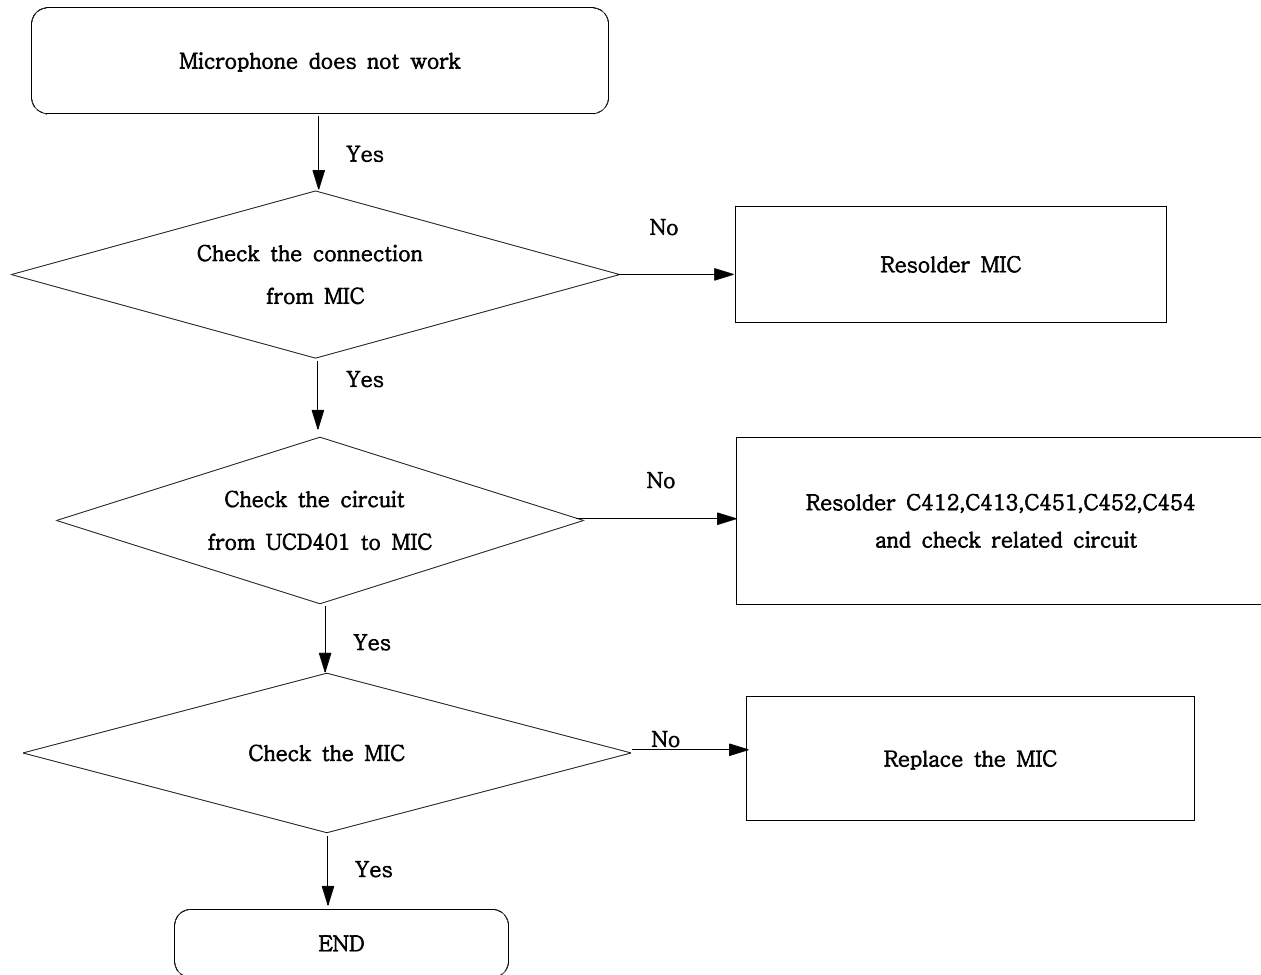 Microphone does not work
Yes
Check the connection
from MIC
No
Resolder MIC
Yes
Check the circuit
from UCD401 to MIC
No
Resolder C412,C413,C451,C452,C454
and check related circuit
Yes
Check the MIC
No
Replace the MIC
Yes
END